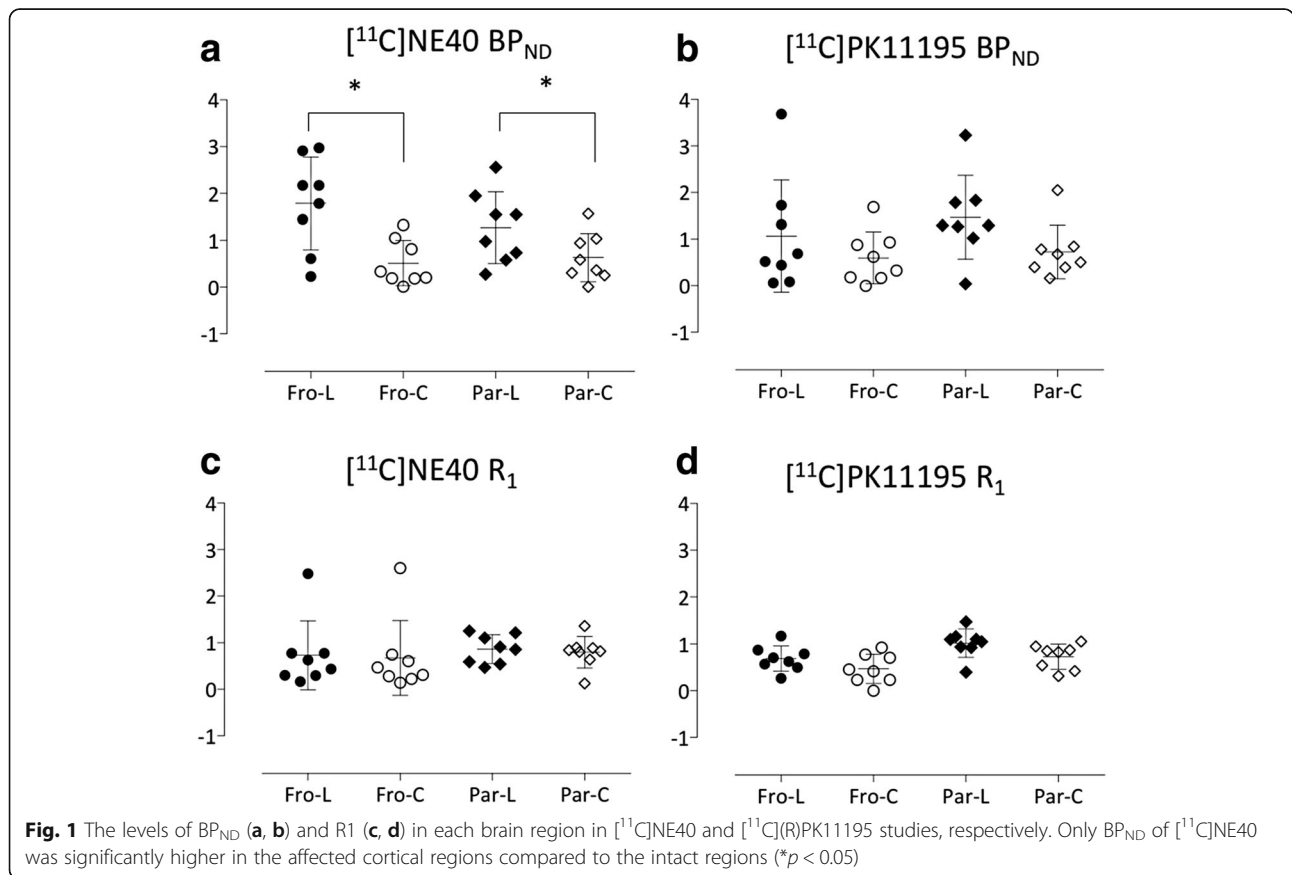 a [¹¹C]NE40 BP_ND
* *
4
3
2
1
0
-1
Fro-L Fro-C Par-L Par-C
b [¹¹C]PK11195 BP_ND
4
3
2
1
0
-1
Fro-L Fro-C Par-L Par-C
c [¹¹C]NE40 R₁
4
3
2
1
0
-1
Fro-L Fro-C Par-L Par-C
d [¹¹C]PK11195 R₁
4
3
2
1
0
-1
Fro-L Fro-C Par-L Par-C
Fig. 1 The levels of BP_ND (a, b) and R1 (c, d) in each brain region in [¹¹C]NE40 and [¹¹C](R)PK11195 studies, respectively. Only BP_ND of [¹¹C]NE40
was significantly higher in the affected cortical regions compared to the intact regions (*p < 0.05)